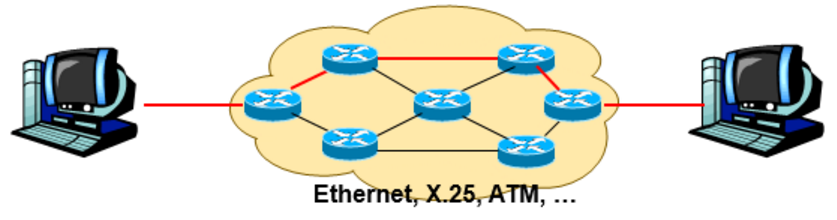 Ethernet, X.25, ATM, ...